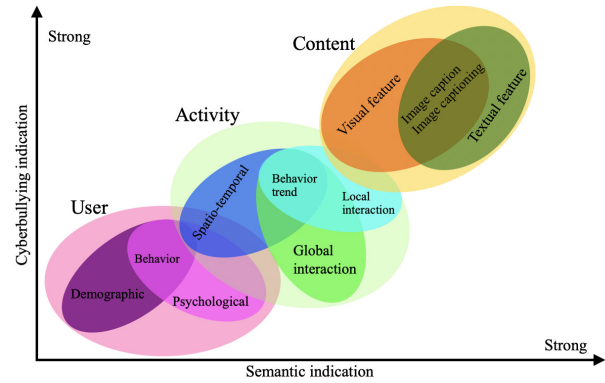 Strong
Content
Visual feature
Image caption
Image captioning
Textual feature
Activity
Spatio-temporal
Behavior
trend
Local
interaction
Global
interaction
User
Behavior
Demographic
Psychological
Cyberbullying indication
Strong
Semantic indication